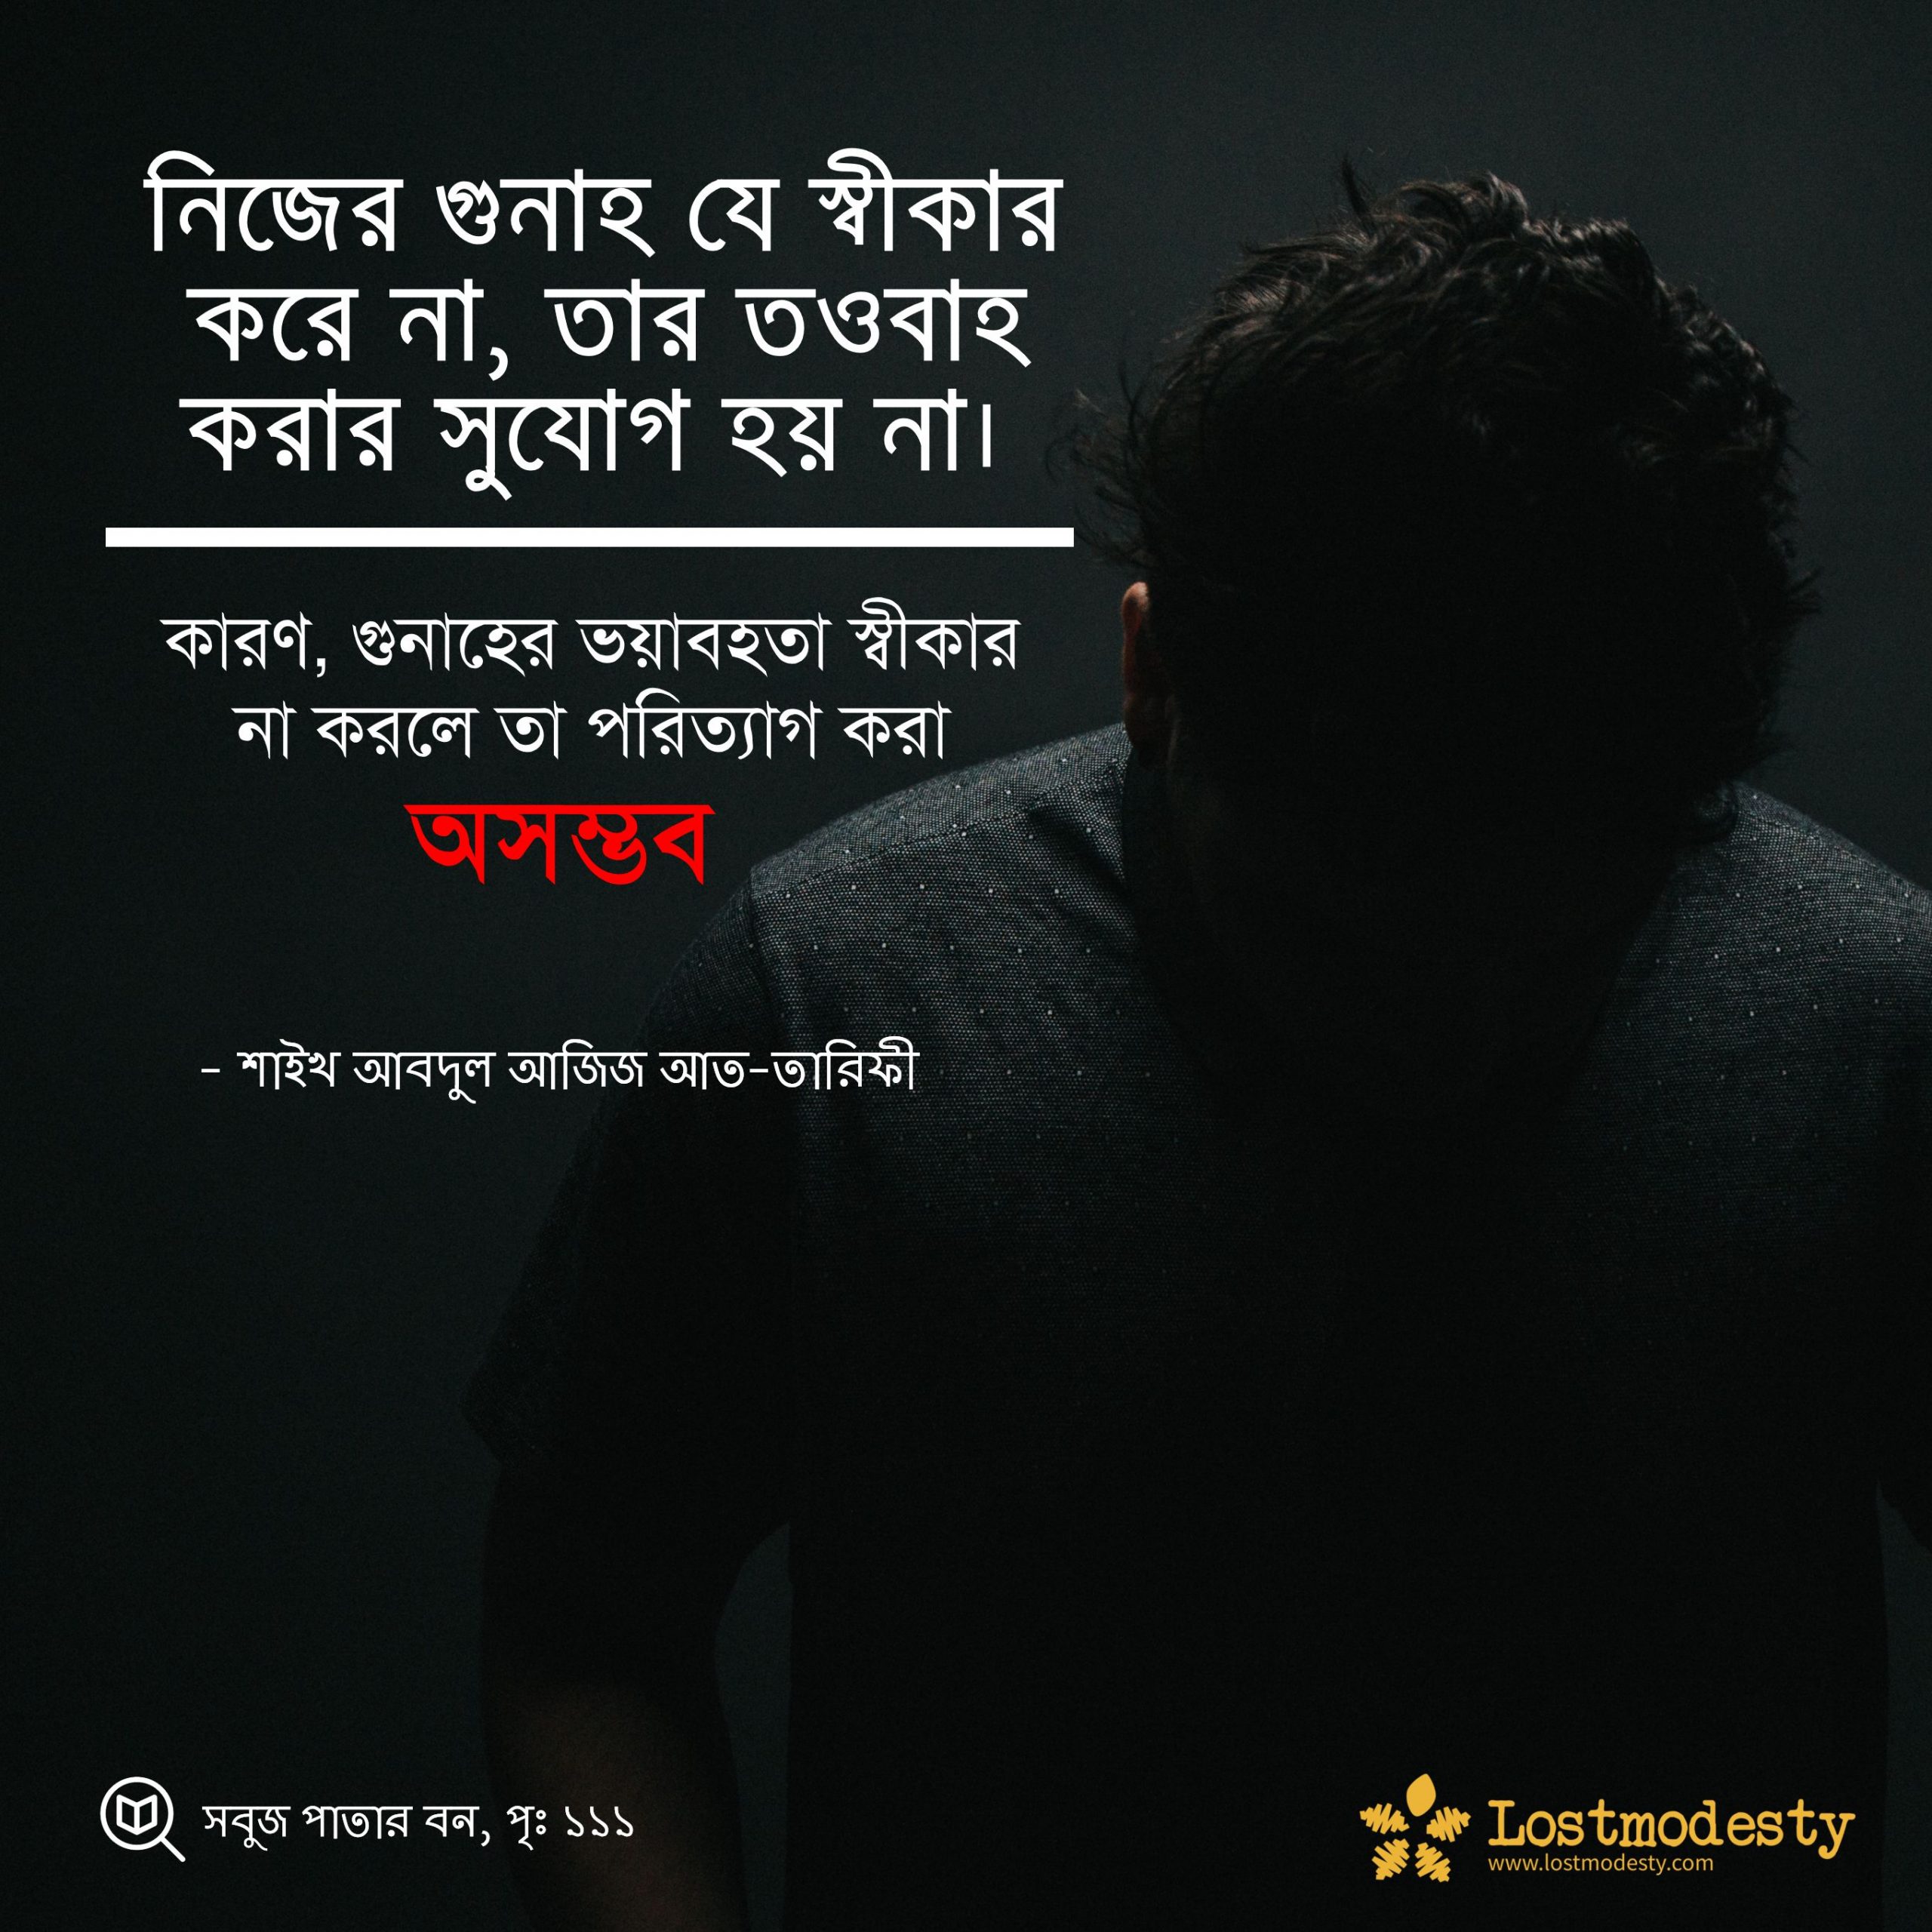 নিজের গুনাহ যে স্বীকার
করে না, তার তওবাহ
করার সুযোগ হয় না।
কারণ, গুনাহের ভয়াবহতা স্বীকার
না করলে তা পরিত্যাগ করা
অসম্ভব
- শাইখ আবদুল আজিজ আত-তারিফী
সবুজ পাতার বন, পৃঃ ১১১
Lostmodesty
www.lostmodesty.com